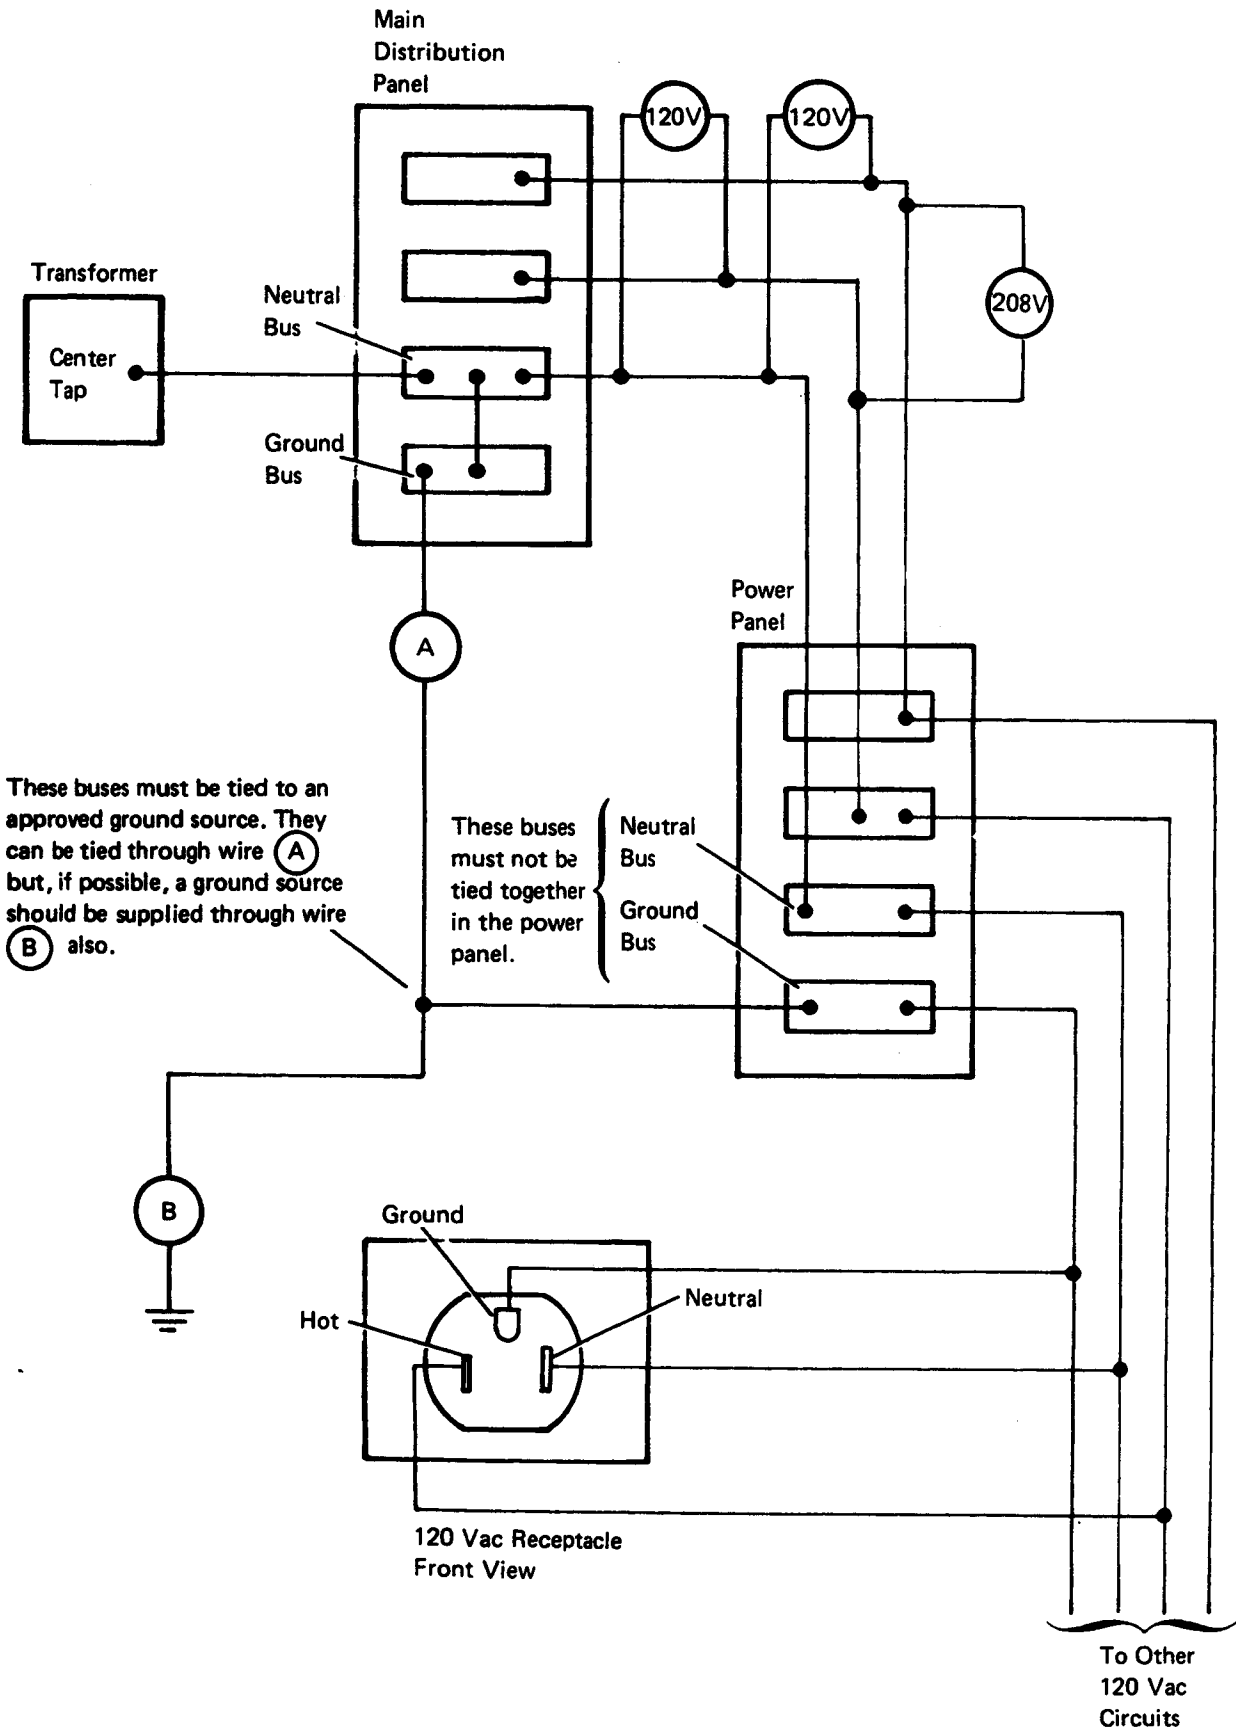 Main
Distribution
Panel
120V
120V
Transformer
Neutral
Bus
208V
Center
Tap
Ground
Bus
Power
Panel
A
These buses must be tied to an
approved ground source. They
can be tied through wire A
but, if possible, a ground source
should be supplied through wire
B also.
These buses
must not be
tied together
in the power
panel.
Neutral
Bus
Ground
Bus
B
Ground
Hot
Neutral
120 Vac Receptacle
Front View
To Other
120 Vac
Circuits